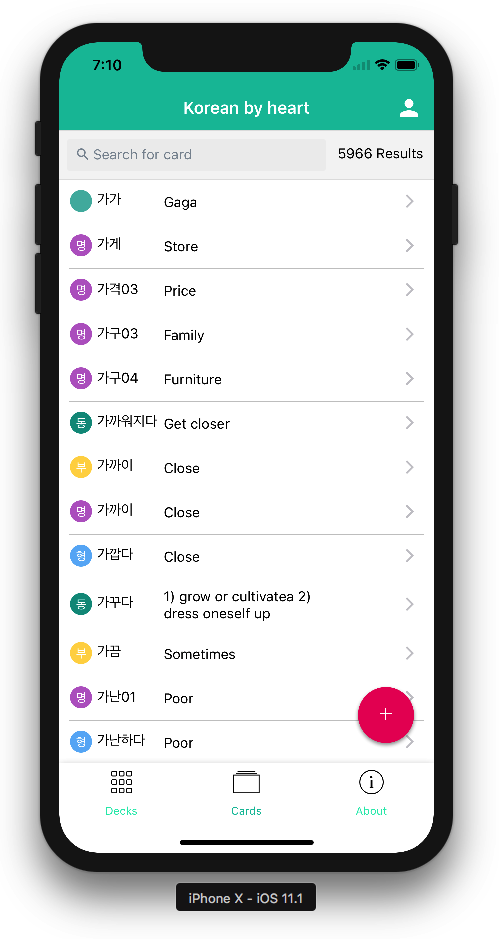 7:10
Korean by heart
Search for card
5966 Results
가가 Gaga
명 가게 Store
명 가격03 Price
명 가구03 Family
명 가구04 Furniture
동 가까워지다 Get closer
부 가까이 Close
명 가까이 Close
형 가깝다 Close
동 가꾸다 1) grow or cultivatea 2)
dress oneself up
부 가끔 Sometimes
명 가난01 Poor
+
형 가난하다 Poor
Decks Cards About
iPhone X - iOS 11.1